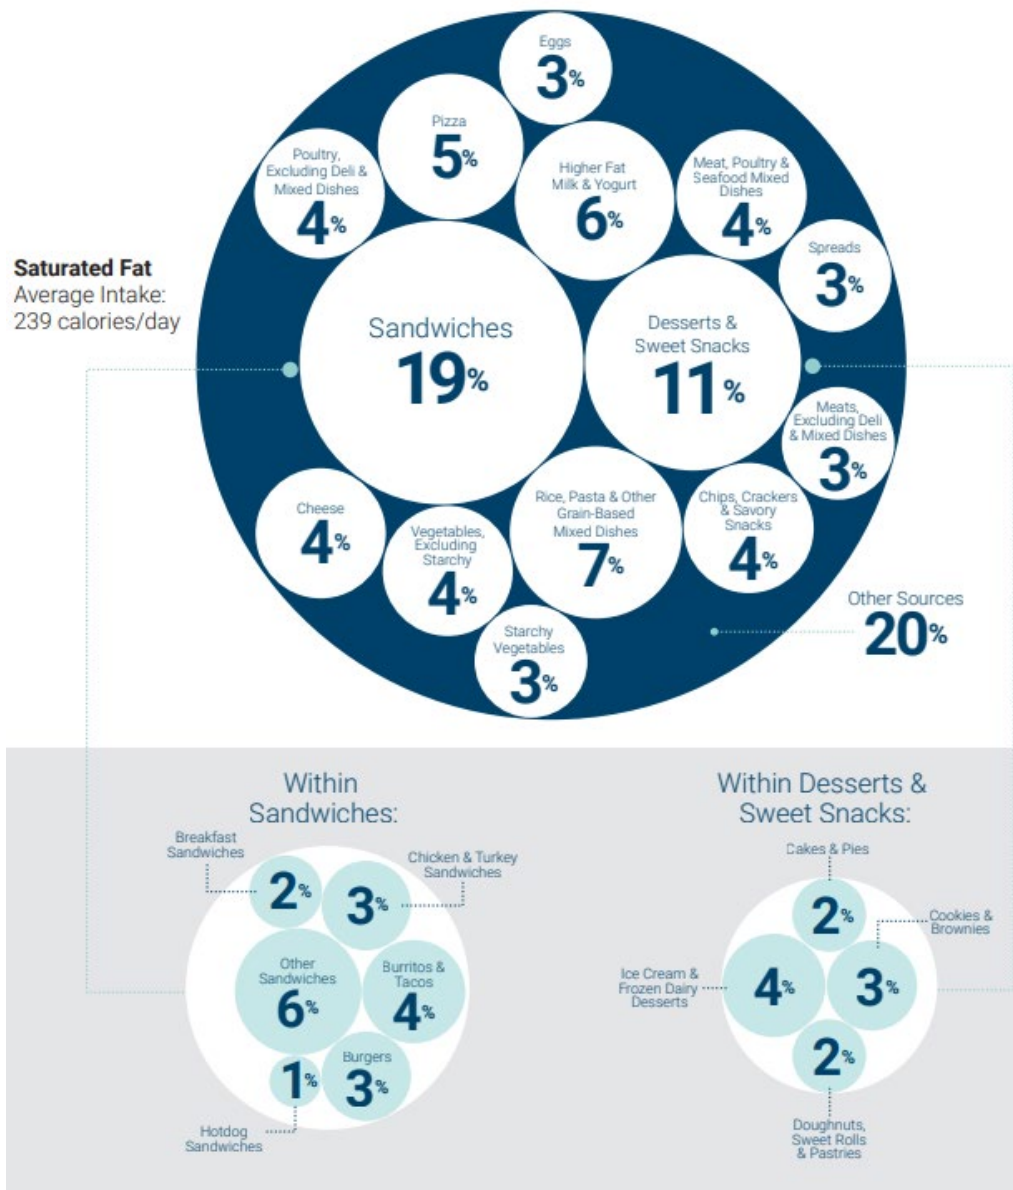 Eggs
3%
Pizza
5%
Poultry,
Excluding Deli &
Mixed Dishes
4%
Higher Fat
Milk & Yogurt
6%
Meat, Poultry &
Seafood Mixed
Dishes
4%
Spreads
3%
Saturated Fat
Average Intake:
239 calories/day
Sandwiches
19%
Desserts &
Sweet Snacks
11%
Meats,
Excluding Deli
& Mixed Dishes
3%
Cheese
4%
Vegetables,
Excluding
Starchy
4%
Rice, Pasta & Other
Grain-Based
Mixed Dishes
7%
Chips, Crackers
& Savory
Snacks
4%
Other Sources
20%
Starchy
Vegetables
3%
Within
Sandwiches:
Breakfast
Sandwiches
2%
Chicken & Turkey
Sandwiches
3%
Other
Sandwiches
6%
Burritos &
Tacos
4%
Burgers
3%
1%
Hotdog
Sandwiches
Within Desserts &
Sweet Snacks:
Cakes & Pies
2%
Cookies &
Brownies
3%
Ice Cream &
Frozen Dairy
Desserts
4%
2%
Doughnuts,
Sweet Rolls
& Pastries